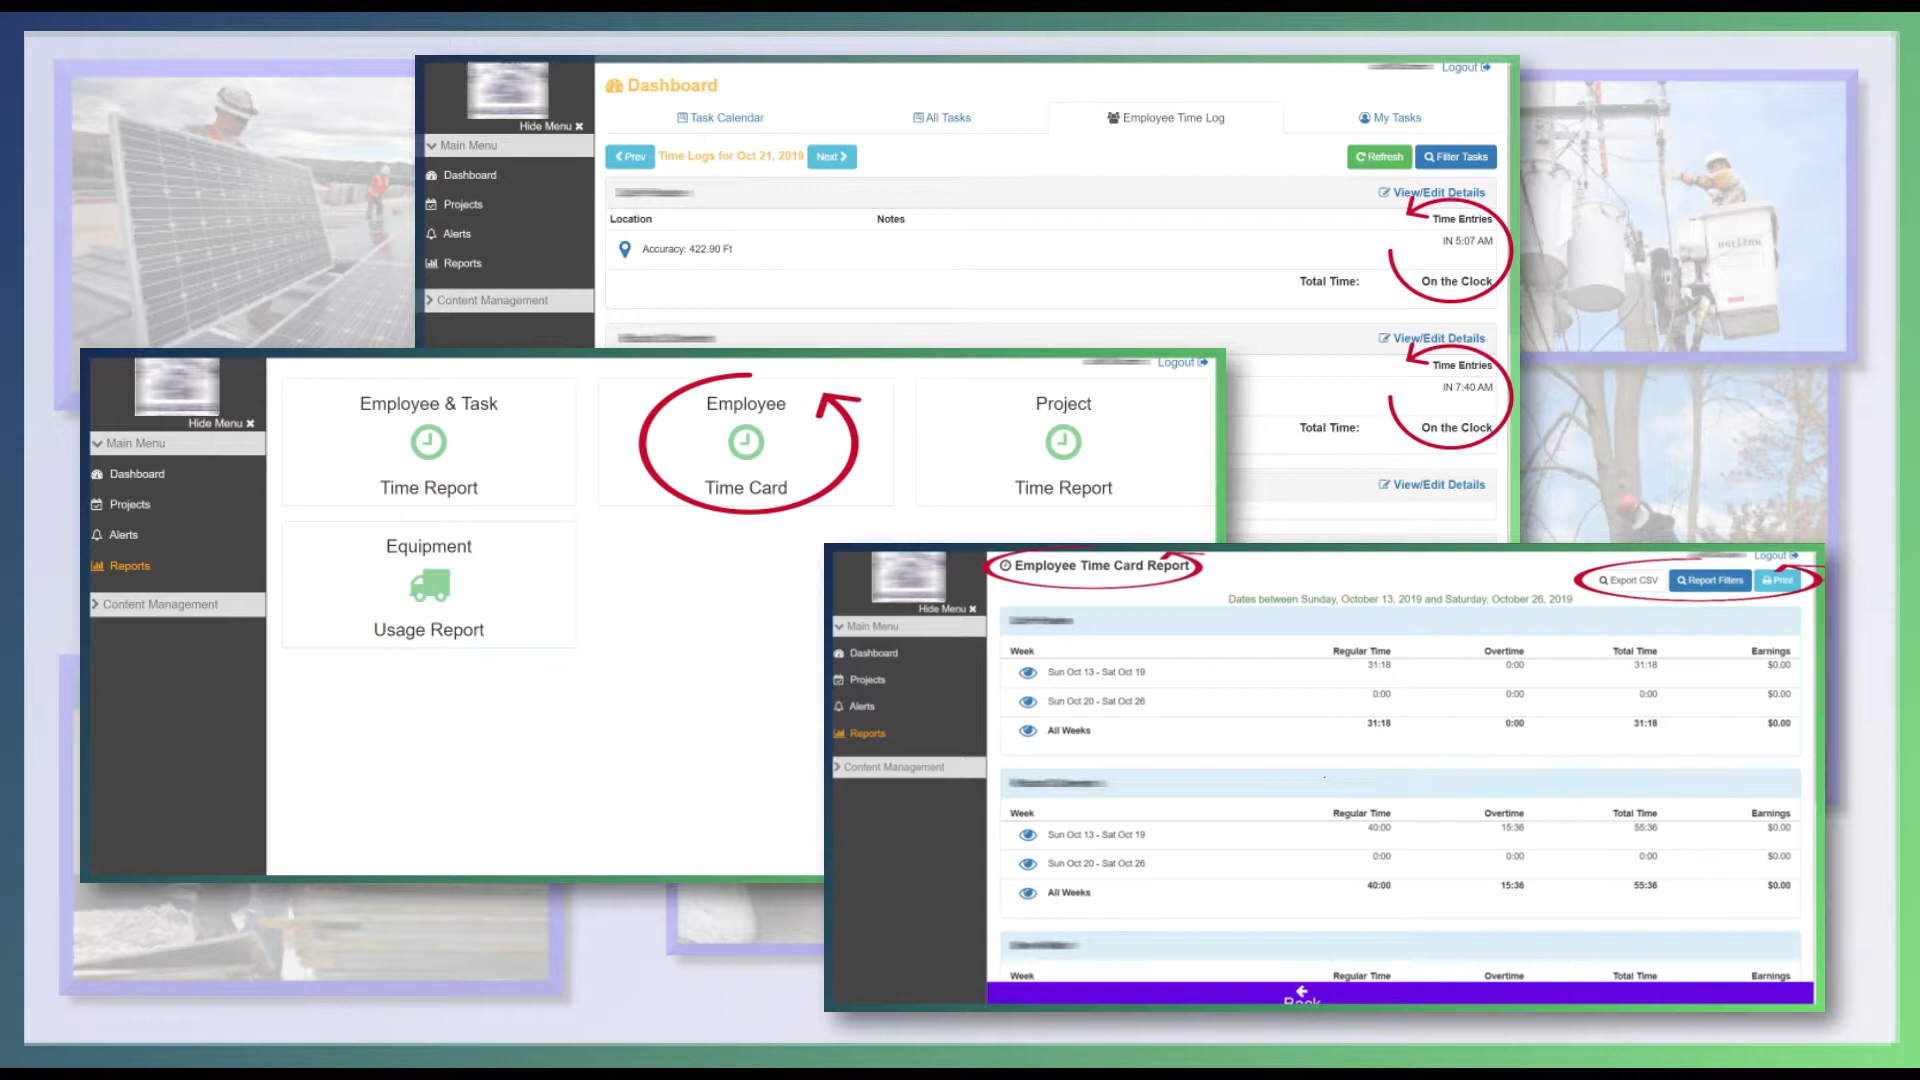 Logout
Dashboard
Hide Menu ✖
Task Calendar
All Tasks
Employee Time Log
My Tasks
Main Menu
Prev
Time Logs for Oct 21, 2019
Next
Refresh
Filter Tasks
Dashboard
View/Edit Details
Projects
Location
Notes
Time Entries
Alerts
IN 5:07 AM
Accuracy: 422.90 Ft
Reports
Total Time:
On the Clock
Content Management
View/Edit Details
Time Entries
IN 7:40 AM
Total Time:
On the Clock
View/Edit Details
Logout
Hide Menu ✖
Main Menu
Dashboard
Projects
Alerts
Reports
Content Management
Employee & Task
Time Report
Employee
Time Card
Project
Time Report
Equipment
Usage Report
Logout
Employee Time Card Report
Export CSV
Report Filters
Print
Dates between Sunday, October 13, 2019 and Saturday, October 26, 2019
Hide Menu ✖
Main Menu
Dashboard
Projects
Alerts
Reports
Content Management
Week Regular Time Overtime Total Time Earnings
Sun Oct 13 - Sat Oct 19 31:18 0:00 31:18 $0.00
Sun Oct 20 - Sat Oct 26 0:00 0:00 0:00 $0.00
All Weeks 31:18 0:00 31:18 $0.00
Week Regular Time Overtime Total Time Earnings
Sun Oct 13 - Sat Oct 19 40:00 15:36 55:36 $0.00
Sun Oct 20 - Sat Oct 26 0:00 0:00 0:00 $0.00
All Weeks 40:00 15:36 55:36 $0.00
Week Regular Time Overtime Total Time Earnings
Back